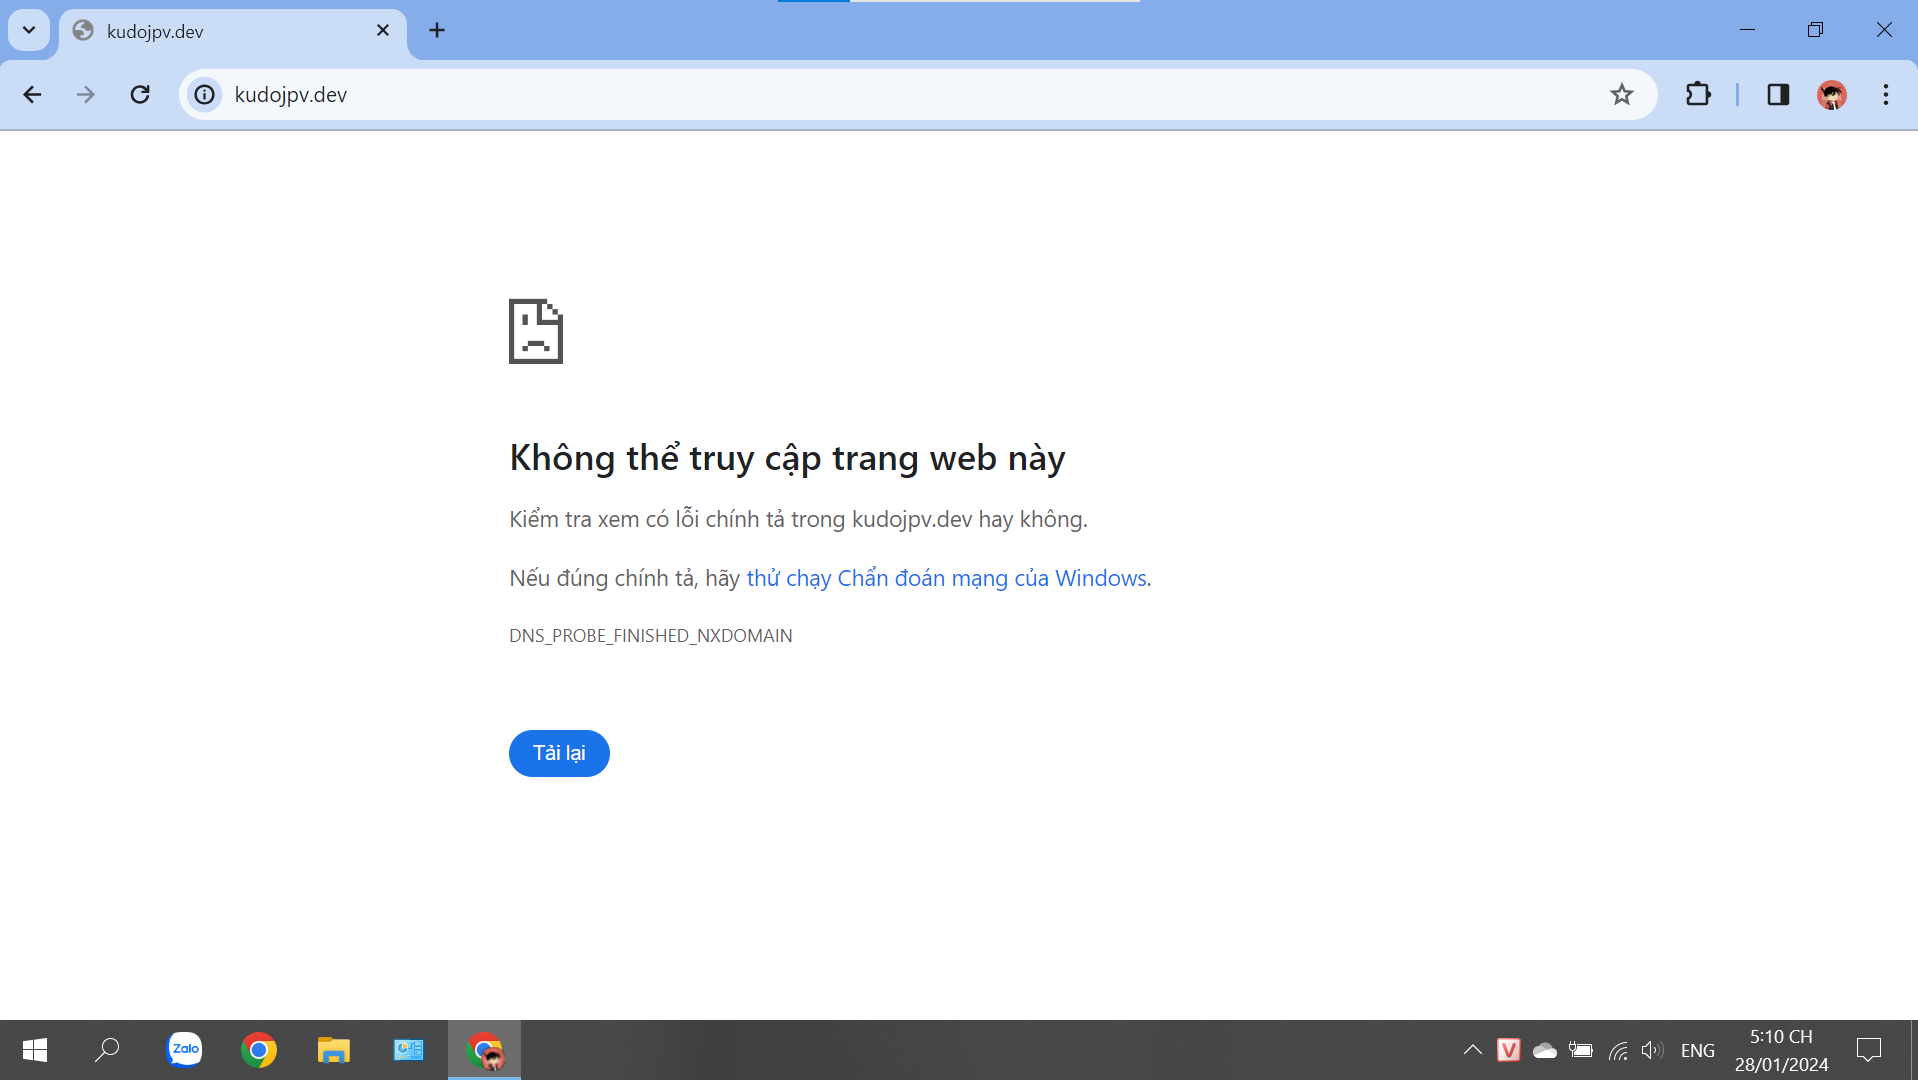 kudojpv.dev
kudojpv.dev
Không thể truy cập trang web này
Kiểm tra xem có lỗi chính tả trong kudojpv.dev hay không.
Nếu đúng chính tả, hãy thử chạy Chẩn đoán mạng của Windows.
DNS_PROBE_FINISHED_NXDOMAIN
Tải lại
Zalo
V
ENG
5:10 CH
28/01/2024